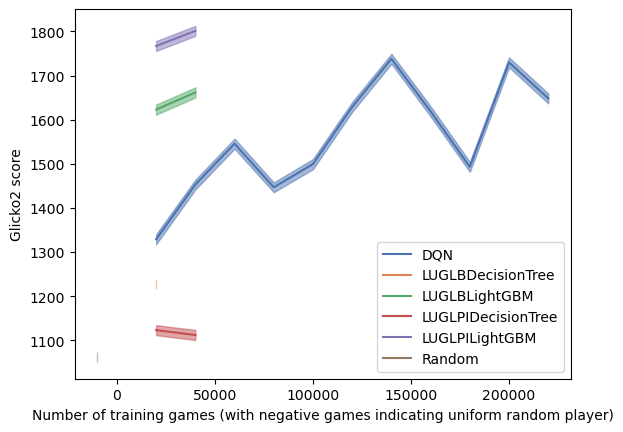 1800
1700
1600
1500
1400
1300
1200
1100
Glicko2 score
DQN
LUGLBDecisionTree
LUGLBLightGBM
LUGLPIDecisionTree
LUGLPILightGBM
Random
0 50000 100000 150000 200000
Number of training games (with negative games indicating uniform random player)